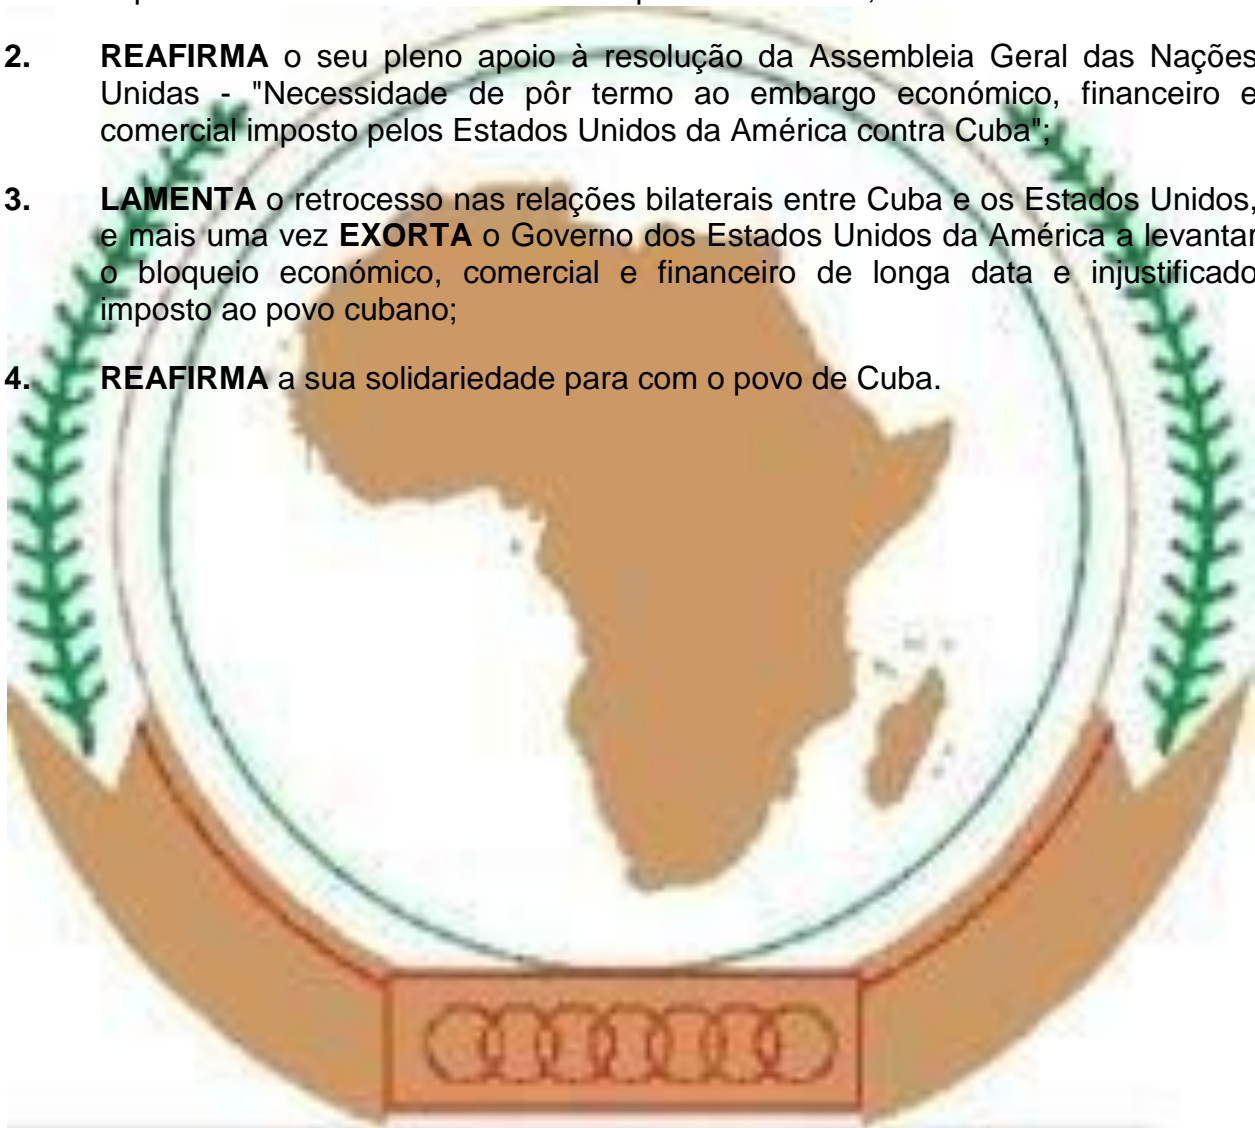 2. REAFIRMA o seu pleno apoio à resolução da Assembleia Geral das Nações
Unidas - "Necessidade de pôr termo ao embargo económico, financeiro e
comercial imposto pelos Estados Unidos da América contra Cuba";
3. LAMENTA o retrocesso nas relações bilaterais entre Cuba e os Estados Unidos,
e mais uma vez EXORTA o Governo dos Estados Unidos da América a levantar
o bloqueio económico, comercial e financeiro de longa data e injustificado
imposto ao povo cubano;
4. REAFIRMA a sua solidariedade para com o povo de Cuba.